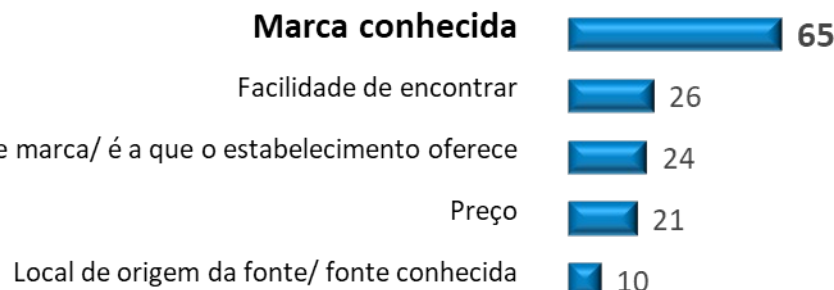 Marca conhecida 65
Facilidade de encontrar 26
marca/ é a que o estabelecimento oferece 24
Preço 21
Local de origem da fonte/ fonte conhecida 10